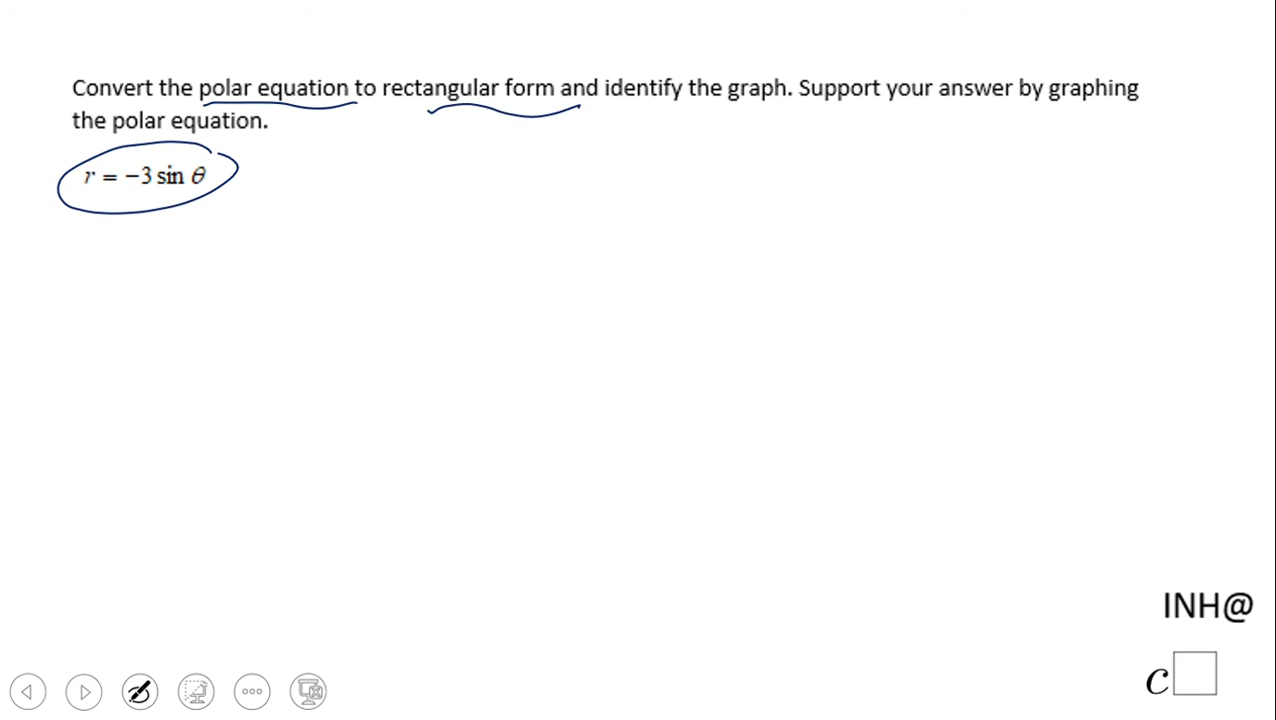 Convert the polar equation to rectangular form and identify the graph. Support your answer by graphing
the polar equation.
r = −3 sin θ
INH@
c